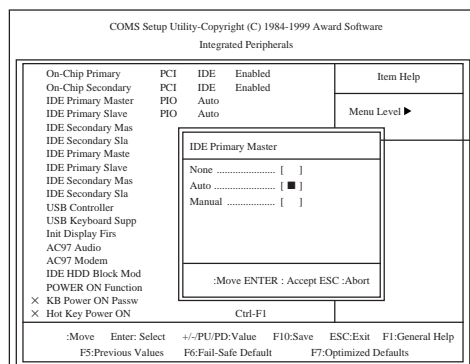 COMS Setup Utility-Copyright (C) 1984-1999 Award Software
Integrated Peripherals
On-Chip Primary PCI IDE Enabled
On-Chip Secondary PCI IDE Enabled
IDE Primary Master PIO Auto
IDE Primary Slave PIO Auto
IDE Secondary Mas
IDE Secondary Sla
IDE Primary Maste
IDE Primary Slave
IDE Secondary Mas
IDE Secondary Sla
USB Controller
USB Keyboard Supp
Init Display Firs
AC97 Audio
AC97 Modem
IDE HDD Block Mod
POWER ON Function
× KB Power ON Passw
× Hot Key Power ON Ctrl-F1
Item Help
Menu Level ▶
IDE Primary Master
None ..................... [ ]
Auto ...................... [ ■ ]
Manual ................. [ ]
:Move ENTER : Accept ESC :Abort
:Move Enter: Select +/-/PU/PD:Value F10:Save ESC:Exit F1:General Help
F5:Previous Values F6:Fail-Safe Default F7:Optimized Defaults